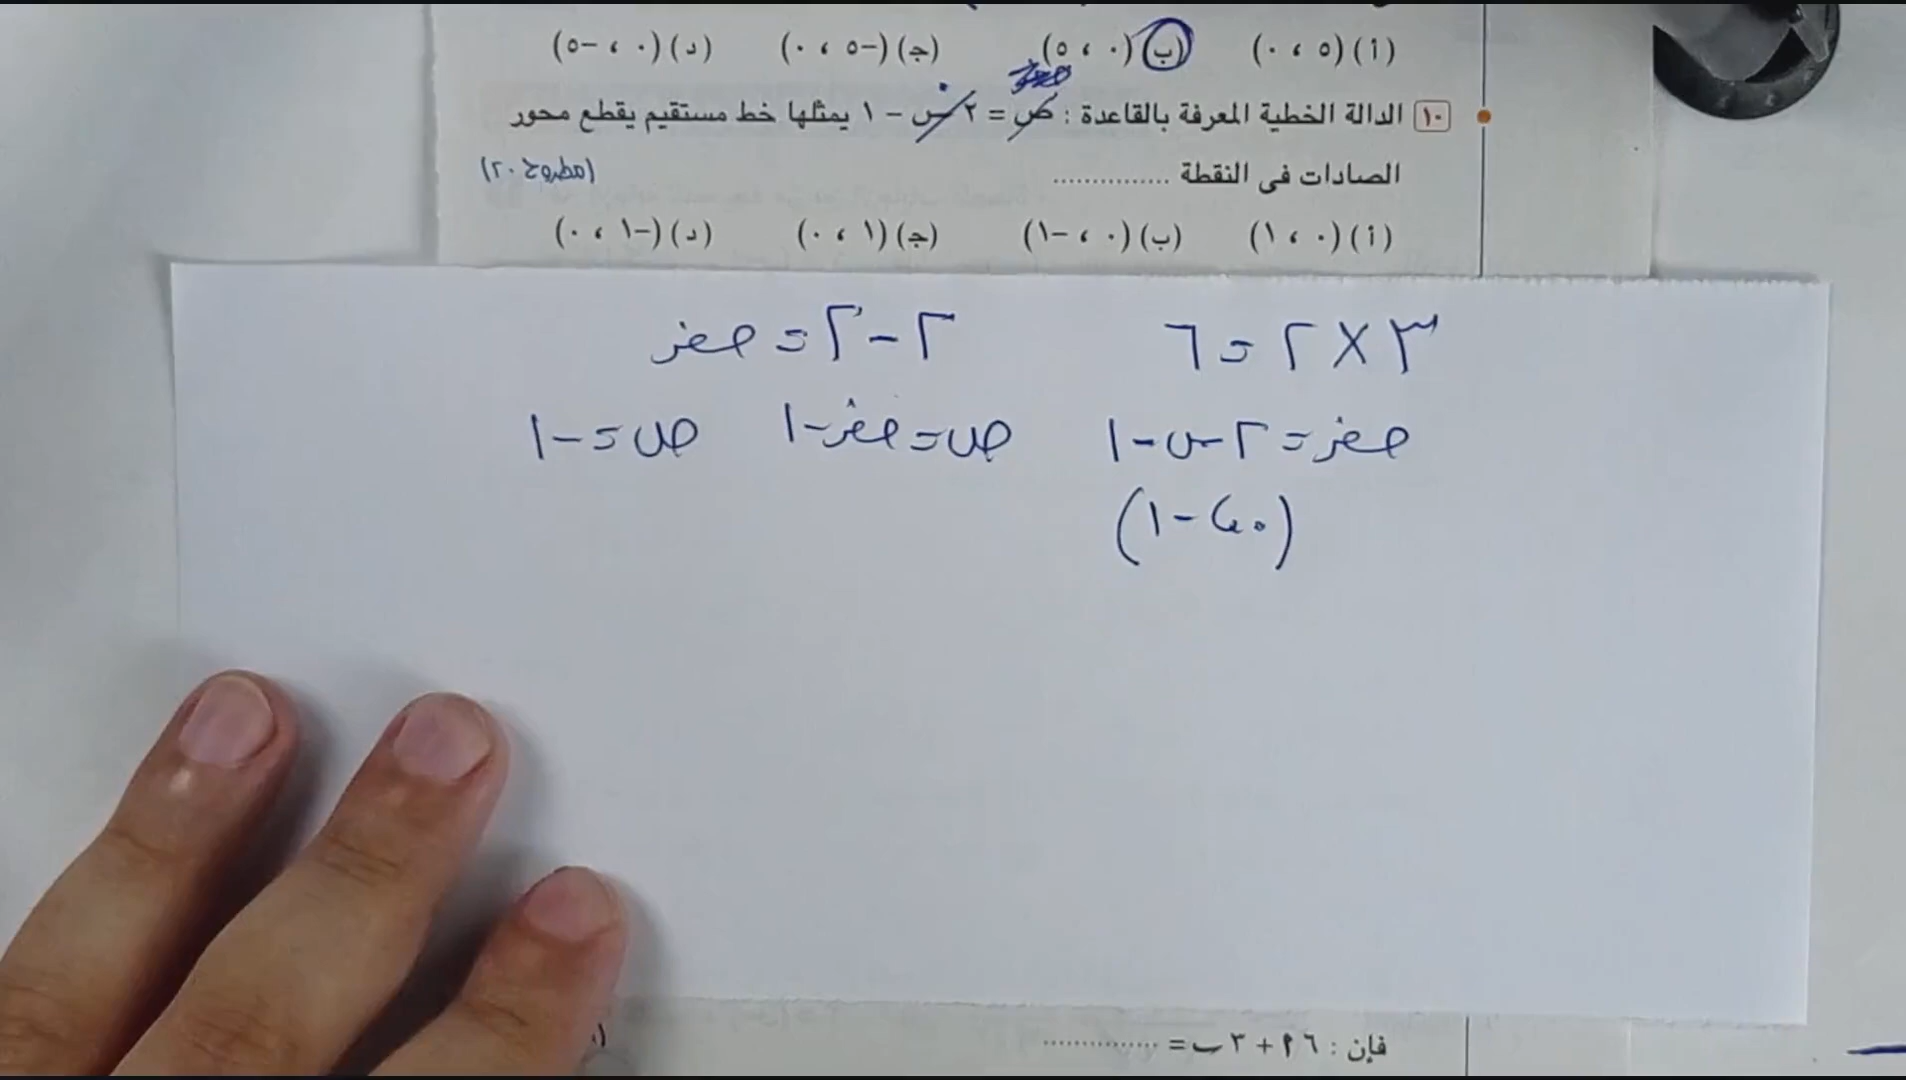 (أ) (٥ ، ٠) (ب) (٠ ، ٥) (جـ) (-٥ ، ٠) (د) (٠ ، -٥)
١٠ الدالة الخطية المعرفة بالقاعدة : ص = ٢ س - ١ يمثلها خط مستقيم يقطع محور
الصادات فى النقطة ............... (مطروح ٢٠)
(أ) (٠ ، ١) (ب) (٠ ، -١) (جـ) (١ ، ٠) (د) (-١ ، ٠)
٣ × ٢ = ٦ ٢ - ٢ = صفر
صفر = ٢س - ١ ص = صفر - ١ ص = -١
(٠ ، -١)
فإن : ٦ ٢ + ٣ ب = ...............